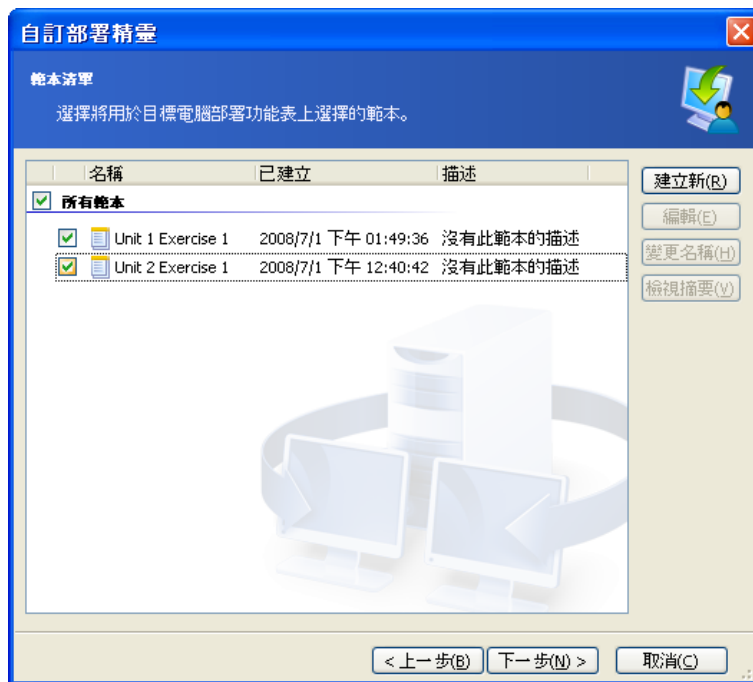 自訂部署精靈
範本清單
選擇將用於目標電腦部署功能表上選擇的範本。
名稱 已建立 描述
所有範本
Unit 1 Exercise 1 2008/7/1 下午 01:49:36 沒有此範本的描述
Unit 2 Exercise 1 2008/7/1 下午 12:40:42 沒有此範本的描述
建立新(R)
編輯(E)
變更名稱(H)
檢視摘要(V)
< 上一步(B) 下一步(N) > 取消(C)